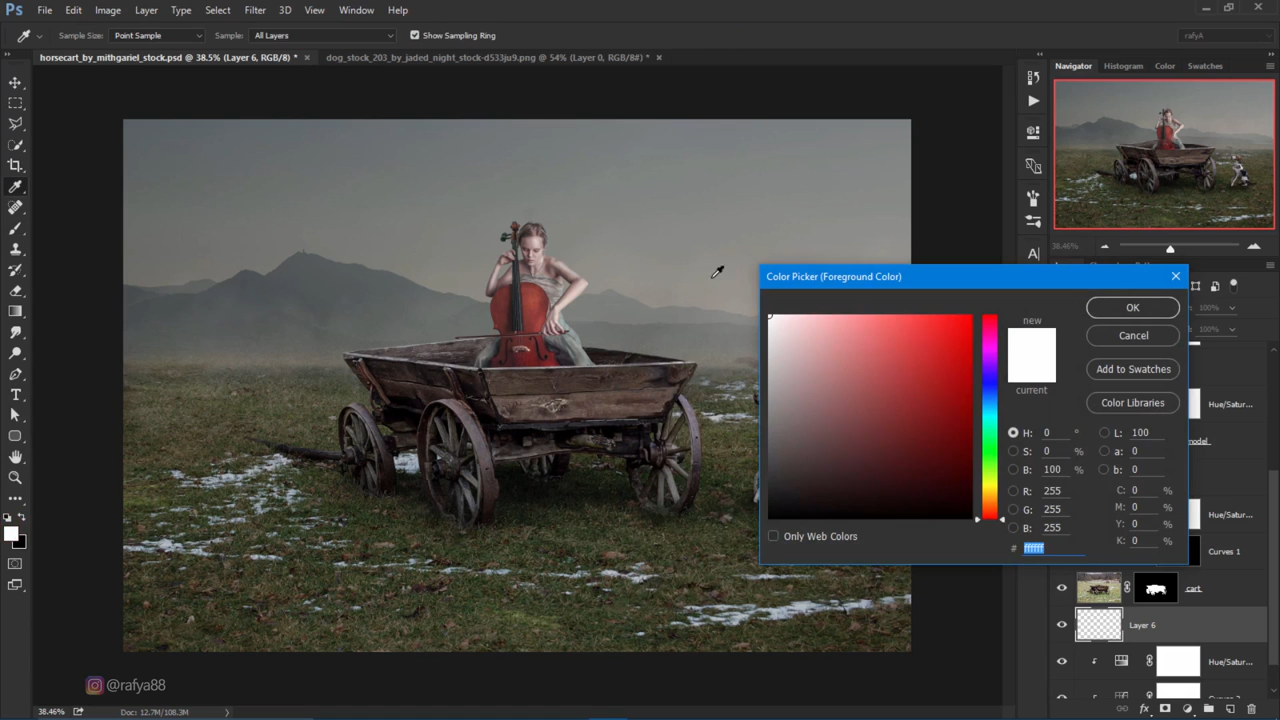 Ps File Edit Image Layer Type Select Filter 3D View Window Help
Sample Size: Point Sample Sample: All Layers Show Sampling Ring rafyA
horsecart_by_mithgariel_stock.psd @ 38.5% (Layer 6, RGB/8) * × dog_stock_203_by_jaded_night_stock-d533ju9.png @ 54% (Layer 0, RGB/8#) * ×
Navigator Histogram Color Swatches
38.46%
Color Picker (Foreground Color)
100%
100%
new
current
OK
Cancel
Add to Swatches
Color Libraries
H: 0 ° L: 100
S: 0 % a: 0
B: 100 % b: 0
R: 255 C: 0 %
G: 255 M: 0 %
B: 255 Y: 0 %
# ffffff K: 0 %
Only Web Colors
Hue/Satur...
model
Hue/Satur...
Curves 1
cart
Layer 6
Hue/Satur...
@rafya88
38.46% Doc: 12.7M/108.3M